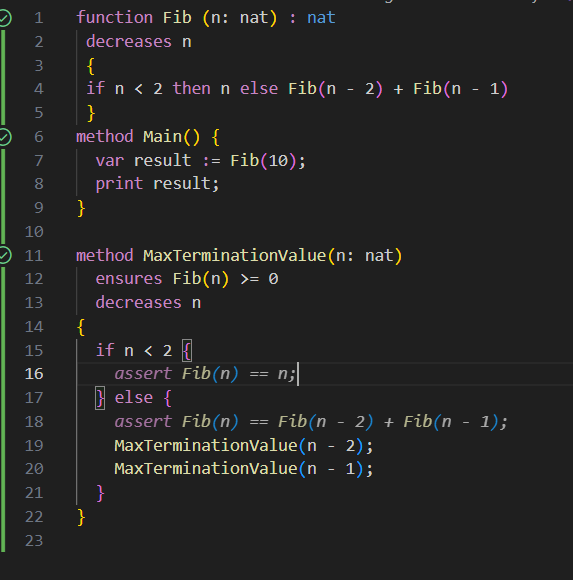 1 function Fib (n: nat) : nat
2 decreases n
3 {
4 if n < 2 then n else Fib(n - 2) + Fib(n - 1)
5 }
6 method Main() {
7 var result := Fib(10);
8 print result;
9 }
10
11 method MaxTerminationValue(n: nat)
12 ensures Fib(n) >= 0
13 decreases n
14 {
15 if n < 2 {
16 assert Fib(n) == n;
17 } else {
18 assert Fib(n) == Fib(n - 2) + Fib(n - 1);
19 MaxTerminationValue(n - 2);
20 MaxTerminationValue(n - 1);
21 }
22 }
23